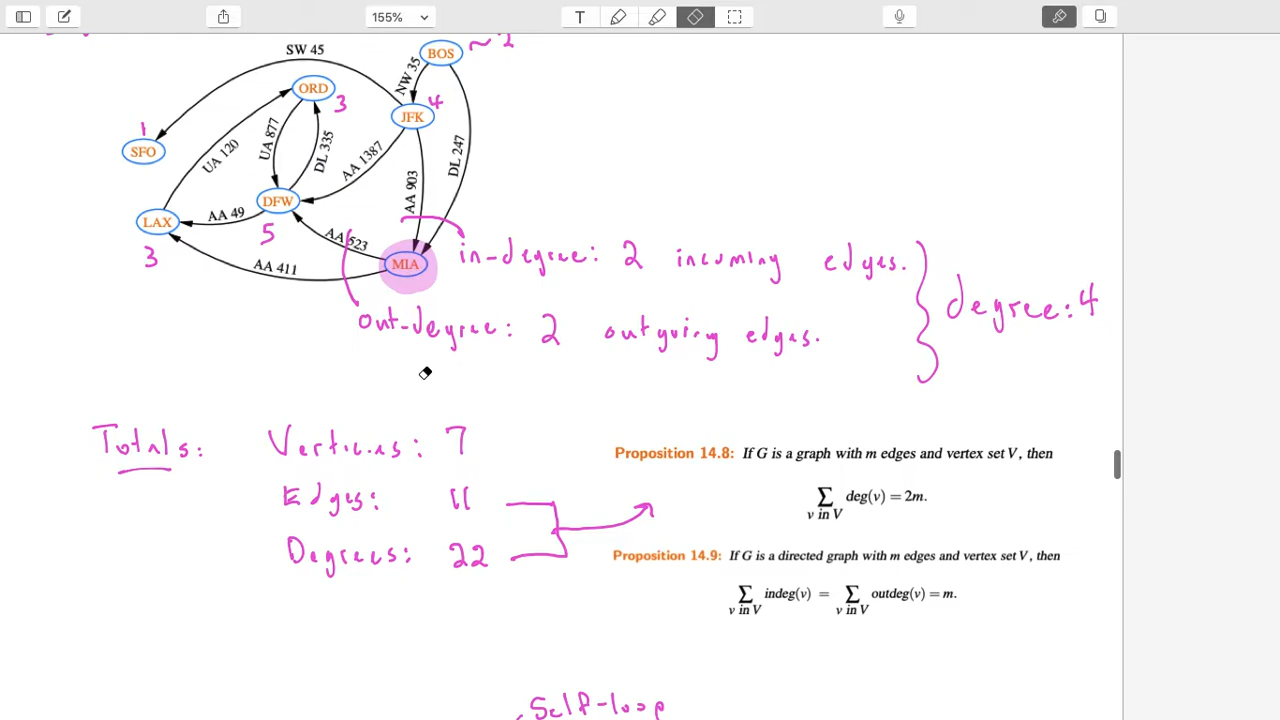 155%
T
SW 45
BOS
~ 2
NW 35
ORD
3
4
JFK
1
SFO
UA 120
UA 877
DL 335
AA 1387
DL 247
AA 903
DFW
LAX
AA 49
5
AA 523
3
AA 411
MIA
in-degree: 2 incuming edges.
out-degree: 2 outgoing edges.
degree: 4
Totals: Verticies: 7
Edges: 11
Degrees: 22
Proposition 14.8: If G is a graph with m edges and vertex set V, then
∑ deg(v) = 2m.
v in V
Proposition 14.9: If G is a directed graph with m edges and vertex set V, then
∑ indeg(v) = ∑ outdeg(v) = m.
v in V v in V
Self-loop